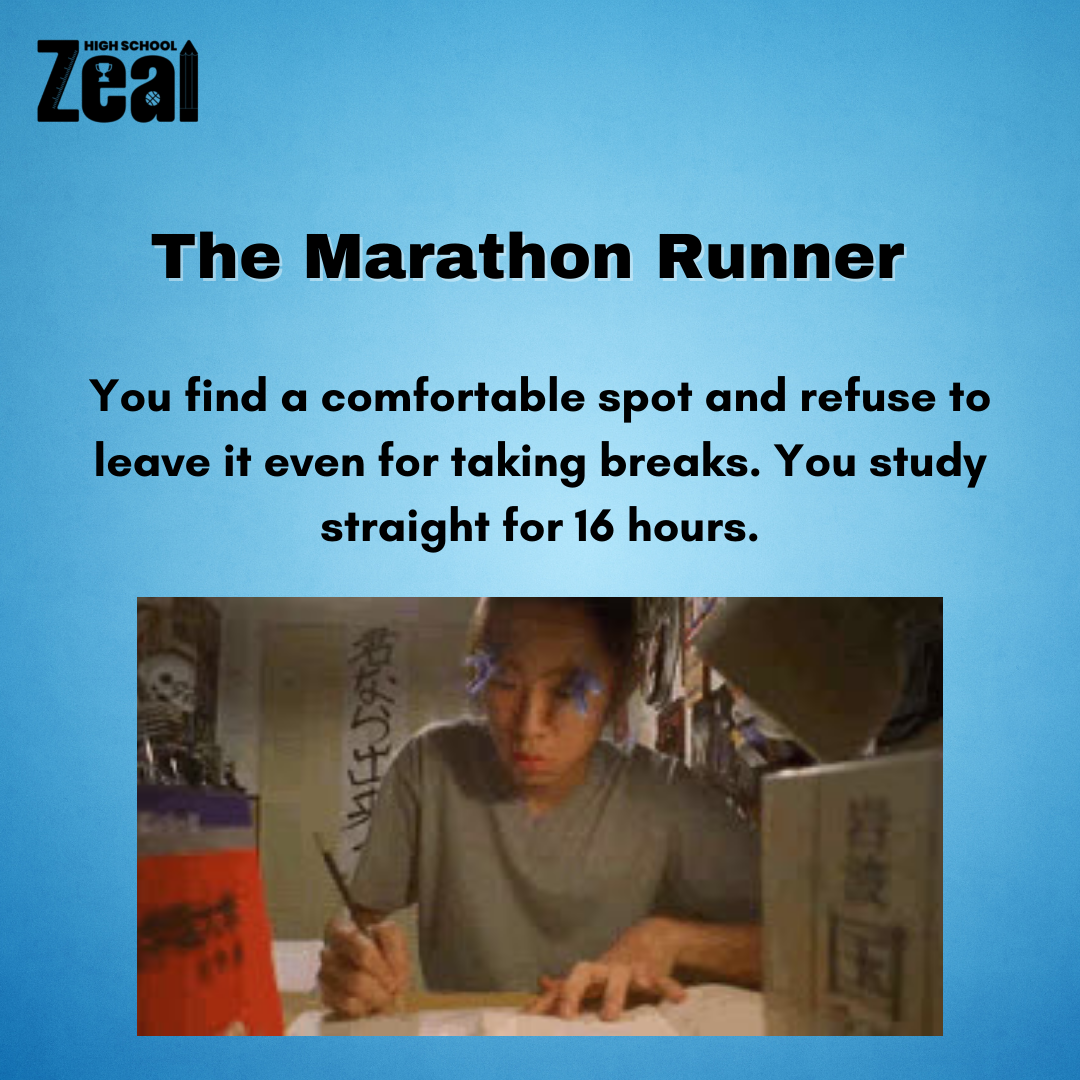 HIGH SCHOOL
Zeal
The Marathon Runner
You find a comfortable spot and refuse to
leave it even for taking breaks. You study
straight for 16 hours.